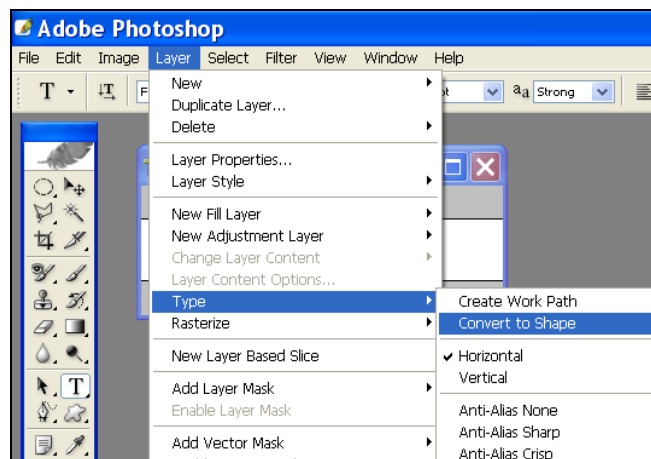 Adobe Photoshop
File Edit Image Layer Select Filter View Window Help
T T F aa Strong
New
Duplicate Layer...
Delete
Layer Properties...
Layer Style
New Fill Layer
New Adjustment Layer
Change Layer Content
Layer Content Options...
Type
Create Work Path
Rasterize
Convert to Shape
New Layer Based Slice
Horizontal
Vertical
Add Layer Mask
Enable Layer Mask
Anti-Alias None
Anti-Alias Sharp
Add Vector Mask
Anti-Alias Crisp
T